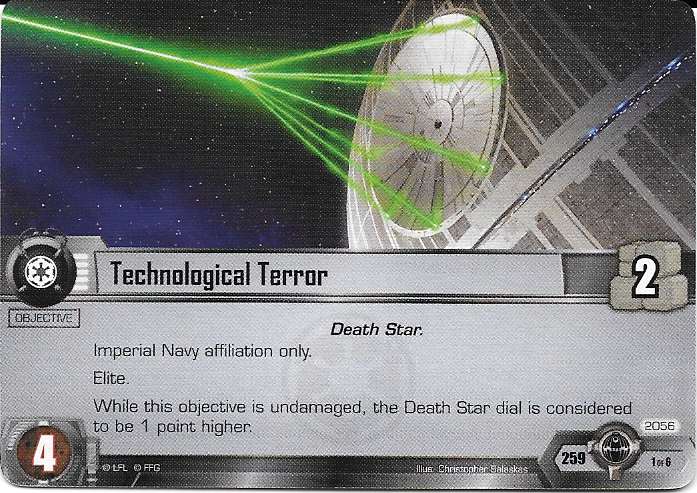 Technological Terror
2
OBJECTIVE
Death Star.
Imperial Navy affiliation only.
Elite.
While this objective is undamaged, the Death Star dial is considered
to be 1 point higher.
4
© LFL © FFG
Illus: Christopher Balaskas
2056
259
1 of 6